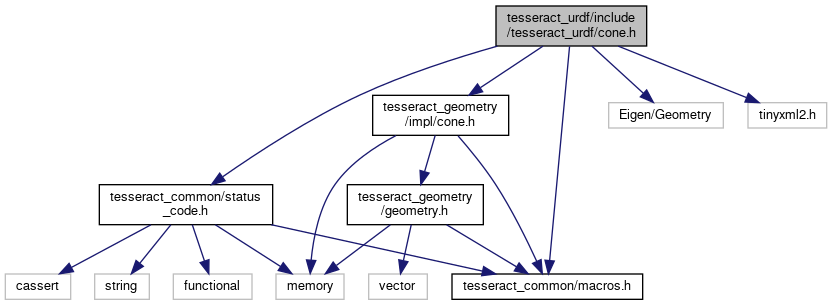 tesseract_urdf/include
/tesseract_urdf/cone.h
tesseract_geometry
/impl/cone.h
Eigen/Geometry
tinyxml2.h
tesseract_common/status
_code.h
tesseract_geometry
/geometry.h
cassert
string
functional
memory
vector
tesseract_common/macros.h